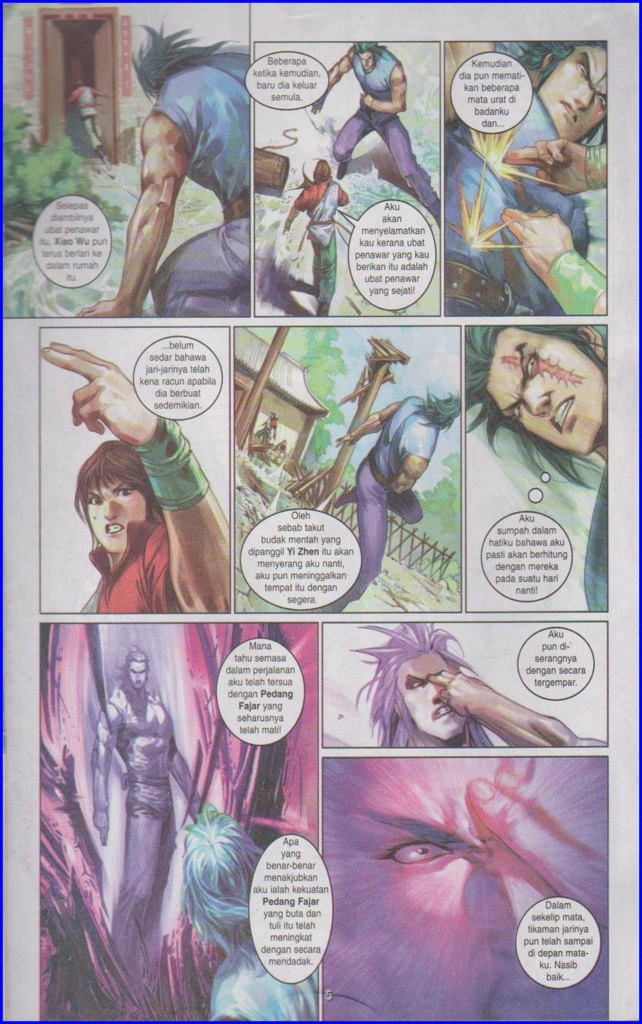 Selepas
diambilnya
ubat penawar
itu, Xiao Wu pun
terus berlari ke
dalam rumah
itu.
Beberapa
ketika kemudian,
baru dia keluar
semula.
Aku
akan
menyelamatkan
kau kerana ubat
penawar yang kau
berikan itu adalah
ubat penawar
yang sejati!
Kemudian
dia pun memati-
kan beberapa
mata urat di
badanku
dan...
...belum
sedar bahawa
jari-jarinya telah
kena racun apabila
dia berbuat
sedemikian.
Oleh
sebab takut
budak mentah yang
dipanggil Yi Zhen itu akan
menyerang aku nanti,
aku pun meninggalkan
tempat itu dengan
segera.
Aku
sumpah dalam
hatiku bahawa aku
pasti akan berhitung
dengan mereka
pada suatu hari
nanti!
Mana
tahu semasa
dalam perjalanan
aku telah tersua
dengan Pedang
Fajar yang
seharusnya
telah mati!
Apa
yang
benar-benar
menakjubkan
aku ialah kekuatan
Pedang Fajar
yang buta dan
tuli itu telah
meningkat
dengan secara
mendadak.
Aku
pun di-
serangnya
dengan secara
tergempar.
Dalam
sekelip mata,
tikaman jarinya
pun telah sampai
di depan mata-
ku. Nasib
baik...
5